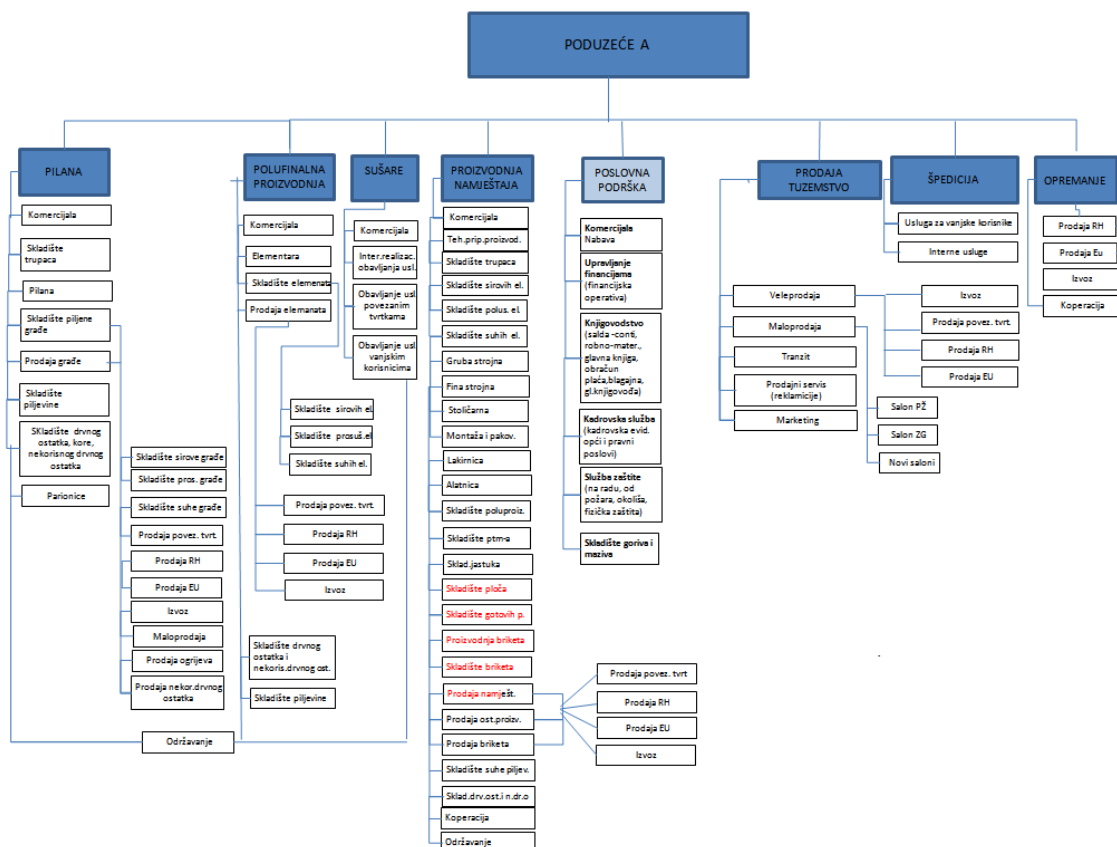 PODUZEĆE A
PILANA
Komercijala
Skladište
trupaca
Pilana
Skladište piljene
građe
Prodaja građe
Skladište
piljevine
SKladište drvnog
ostatka, kore,
nekorisnog drvnog
ostatka
Parionice
Skladište sirove građe
Skladište pros. građe
Skladište suhe građe
Prodaja povez. tvrt.
Prodaja RH
Prodaja EU
Izvoz
Maloprodaja
Prodaja ogrijeva
Prodaja nekor.drvnog
ostatka
Održavanje
POLUFINALNA
PROIZVODNJA
Komercijala
Elementara
Skladište elemenata
Prodaja elemanata
Skladište sirovih el.
Skladište prosuš.el
Skladište suhih el.
Prodaja povez. tvrt.
Prodaja RH
Prodaja EU
Izvoz
Skladište drvnog
ostatka i
nekoris.drvnog ost.
Skladište piljevine
SUŠARE
Komercijala
Inter.realizac.
obavljanja usl.
Obavljanje usl.
povezanim
tvrtkama
Obavljanje usl.
vanjskim
korisnicima
PROIZVODNJA
NAMJEŠTAJA
Komercijala
Teh.prip.proizvod.
Skladište trupaca
Skladište sirovih el.
Skladište polus. el.
Skladište suhih el.
Gruba strojna
Fina strojna
Stoličarna
Montaža i pakov.
Lakirnica
Alatnica
Skladište poluproiz.
Skladište ptm-a
Sklad.jastuka
Skladište ploča
Skladište gotovih p.
Proizvodnja briketa
Skladište briketa
Prodaja namješt.
Prodaja ost.proizv.
Prodaja briketa
Skladište suhe piljev.
Sklad.drv.ost.i n.dr.o
Koperacija
Održavanje
Prodaja povez. tvrt
Prodaja RH
Prodaja EU
Izvoz
POSLOVNA
PODRŠKA
Komercijala
Nabava
Upravljanje
financijama
(financijska
operativa)
Knjigovodstvo
(salda -conti,
robno-mater.,
glavna knjiga,
obračun
plaća,blagajna,
gl.knjigovođa)
Kadrovska služba
(kadrovska evid.
opći i pravni
poslovi)
Služba zaštite
(na radu, od
požara, okoliša,
fizička zaštita)
Skladište goriva i
maziva
PRODAJA
TUZEMSTVO
Veleprodaja
Maloprodaja
Tranzit
Prodajni servis
(reklamicije)
Marketing
Izvoz
Prodaja povez. tvrt.
Prodaja RH
Prodaja EU
Salon PŽ
Salon ZG
Novi saloni
ŠPEDICIJA
Usluga za vanjske korisnike
Interne usluge
OPREMANJE
Prodaja RH
Prodaja Eu
Izvoz
Koperacija